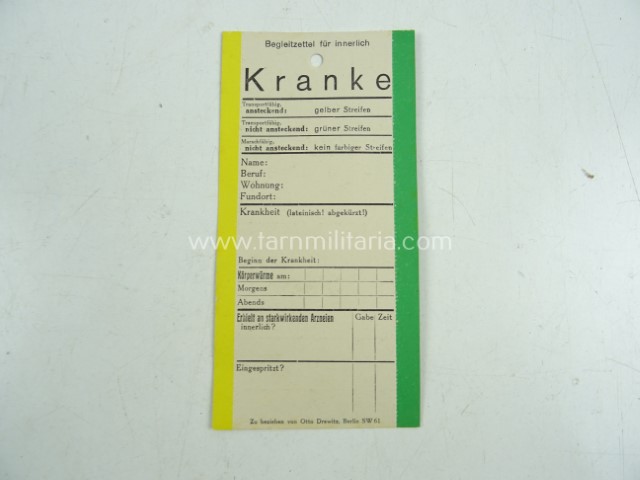 Begleitzettel für innerlich
Kranke
Transportfähig,
ansteckend: gelber Streifen
Transportfähig,
nicht ansteckend: grüner Streifen
Marschfähig,
nicht ansteckend: kein farbiger Streifen
Name:
Beruf:
Wohnung:
Fundort:
Krankheit (lateinisch! abgekürzt!)
www.tarnmilitaria.com
Beginn der Krankheit:
Körperwärme am:
Morgens
Abends
Erhielt an starkwirkenden Arzneien Gabe Zeit
innerlich?
Eingespritzt?
Zu beziehen von Otto Drewitz, Berlin SW 61